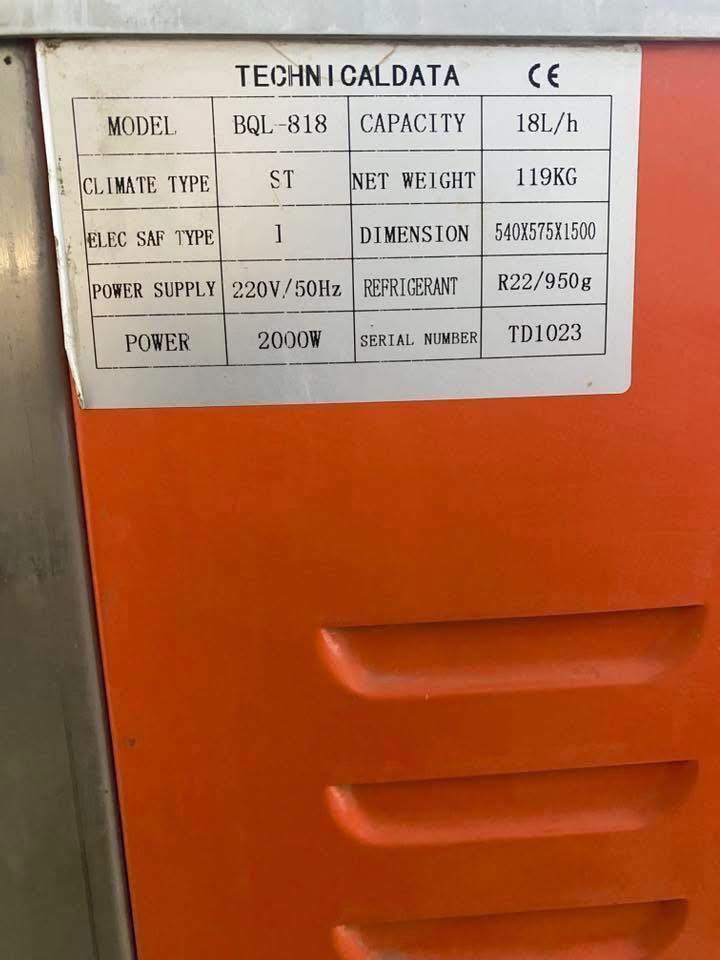 TECHNICALDATA CE
MODEL BQL-818 CAPACITY 18L/h
CLIMATE TYPE ST NET WEIGHT 119KG
ELEC SAF TYPE 1 DIMENSION 540X575X1500
POWER SUPPLY 220V/50Hz REFRIGERANT R22/950g
POWER 2000W SERIAL NUMBER TD1023